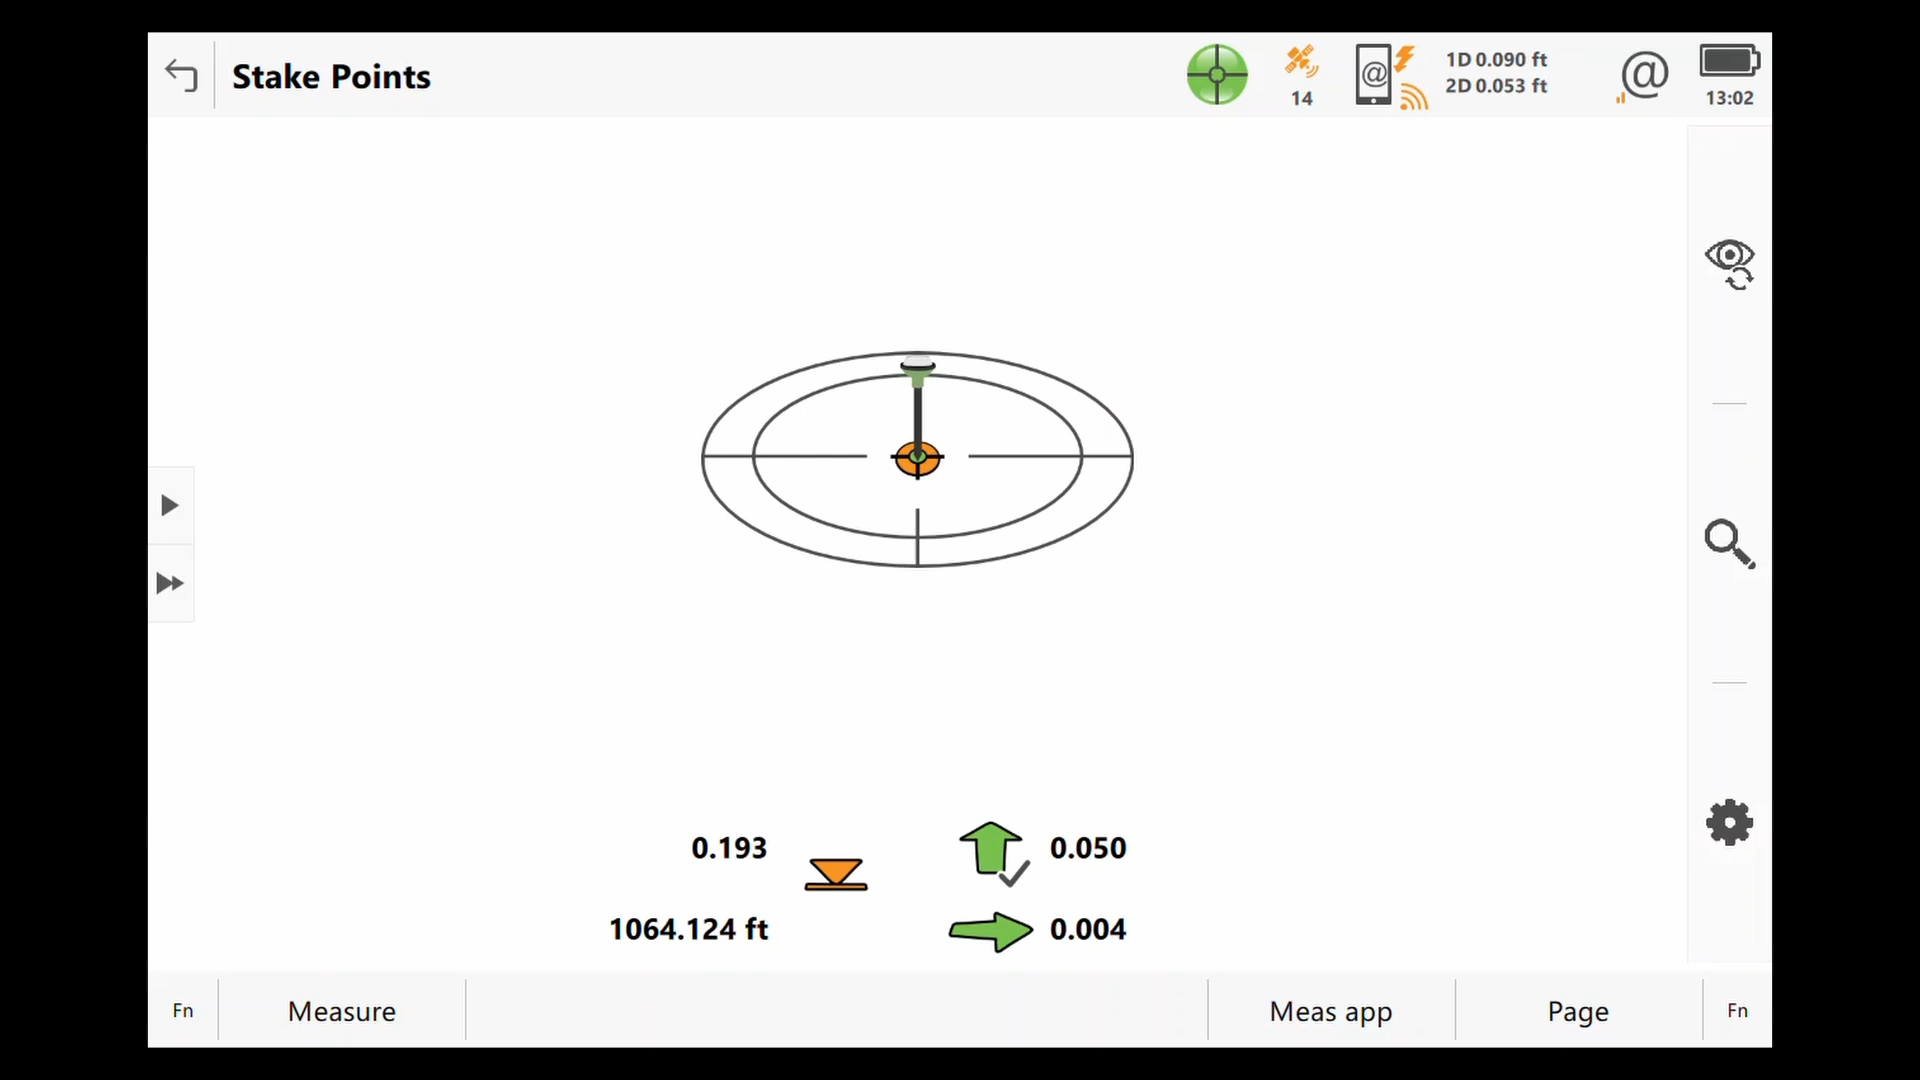 Stake Points
14
@
1D 0.090 ft
2D 0.053 ft
@
13:02
0.193
0.050
1064.124 ft
0.004
Fn
Measure
Meas app
Page
Fn